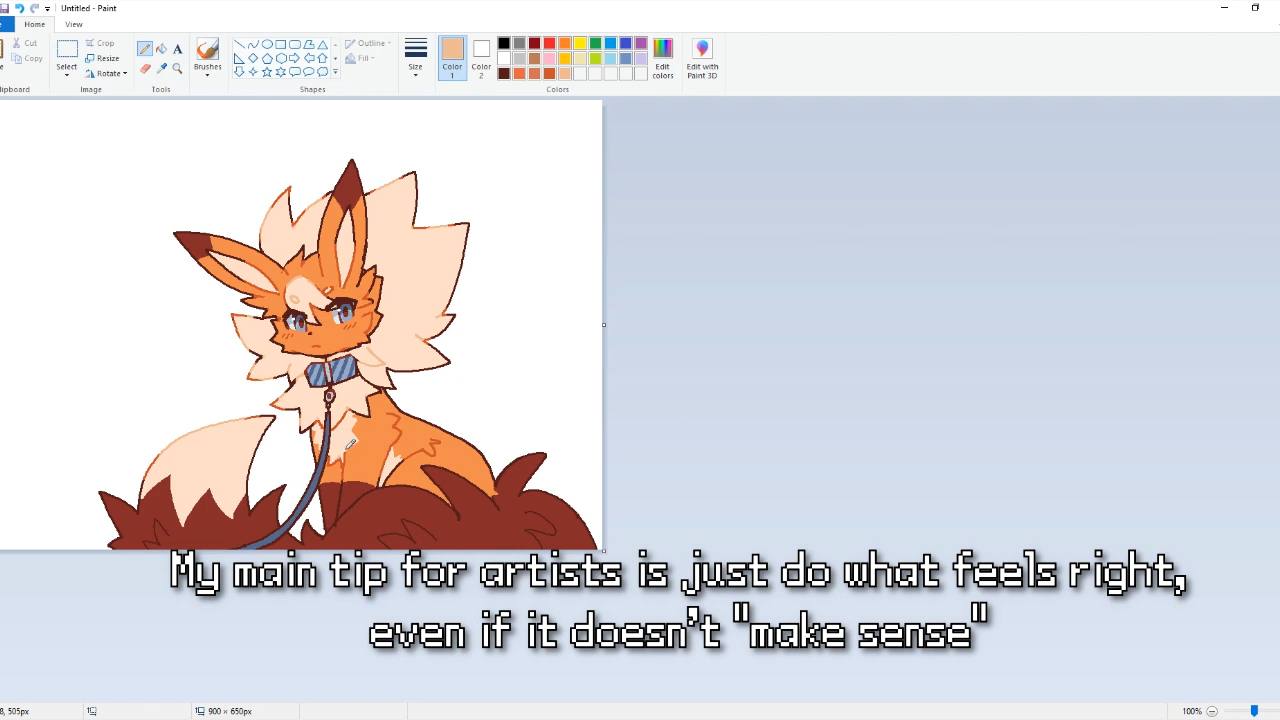 Untitled - Paint
Home
View
Cut
Copy
Select
Crop
Resize
Rotate
A
Brushes
Outline
Fill
Size
Color 1
Color 2
Edit colors
Edit with Paint 3D
Image
Tools
Shapes
Colors
My main tip for artists is just do what feels right,
even if it doesn't "make sense"
505px
900 × 650px
100%